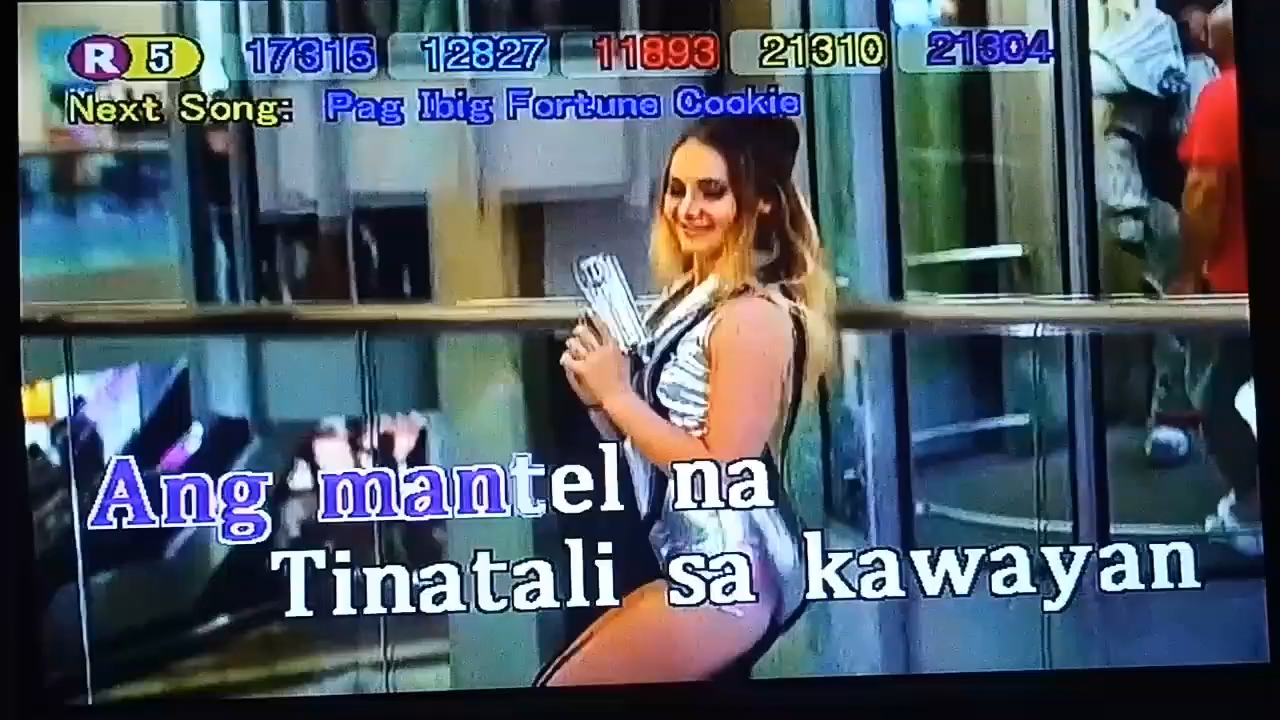 R 5 17315 12827 11893 21310 21304
Next Song: Pag Ibig Fortune Cookie
Ang mantel na
Tinatali sa kawayan